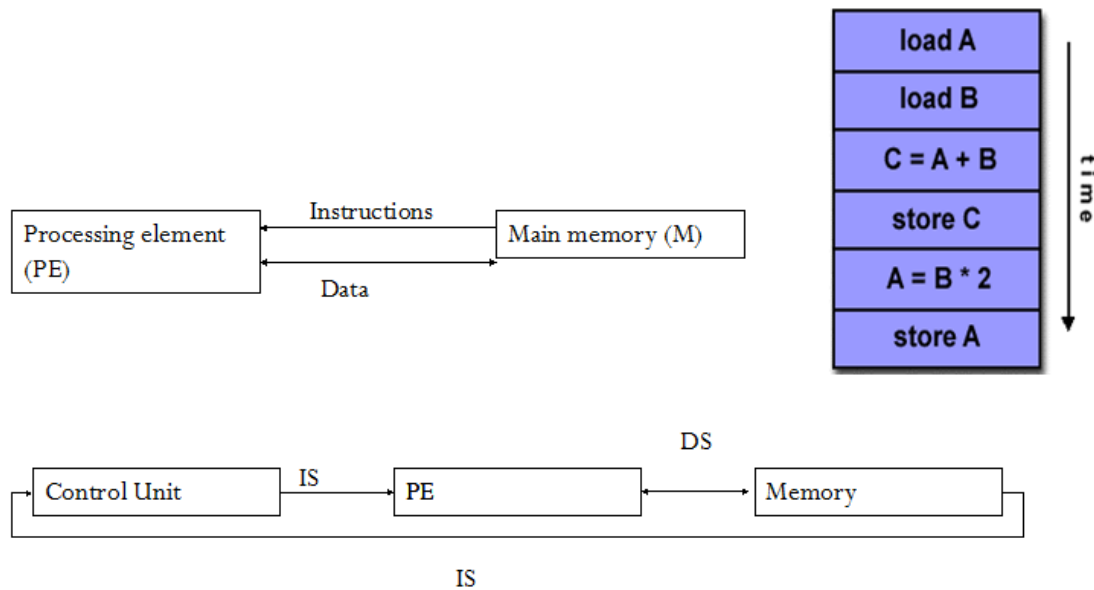 Processing element
(PE)
Instructions
Data
Main memory (M)
load A
load B
C = A + B
store C
A = B * 2
store A
time
Control Unit
IS
PE
DS
Memory
IS